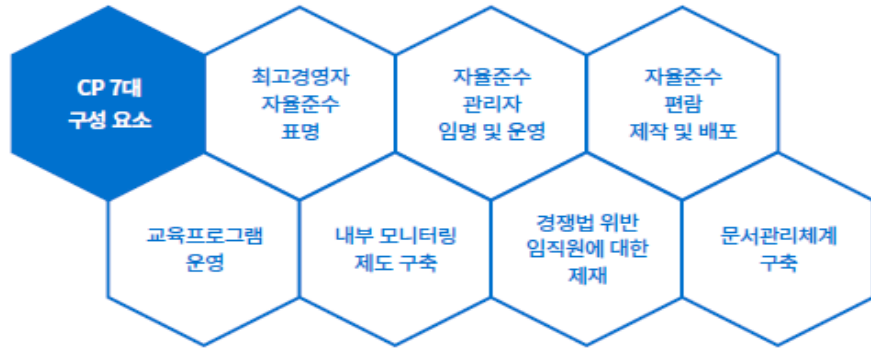 CP 7대
구성 요소
최고경영자
자율준수
표명
자율준수
관리자
임명 및 운영
자율준수
편람
제작 및 배포
교육프로그램
운영
내부 모니터링
제도 구축
경쟁법 위반
임직원에 대한
제재
문서관리체계
구축